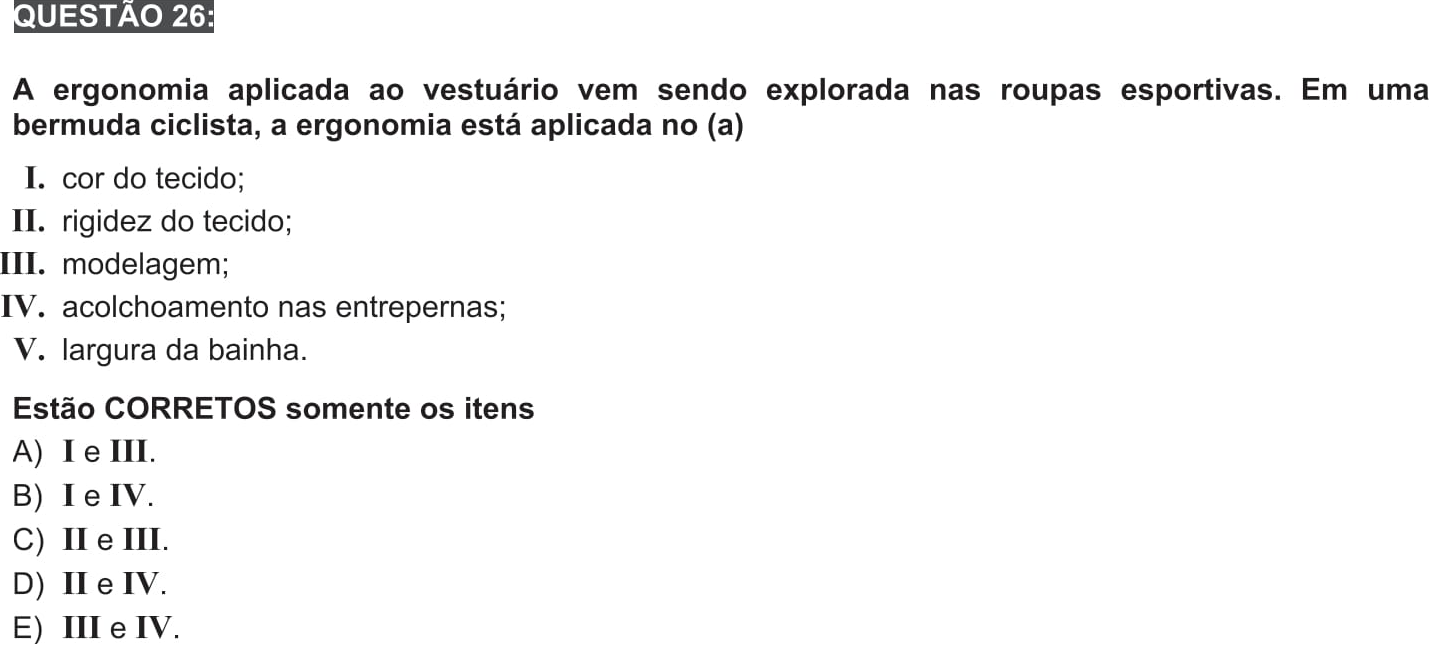 QUESTÃO 26:
A ergonomia aplicada ao vestuário vem sendo explorada nas roupas esportivas. Em uma
bermuda ciclista, a ergonomia está aplicada no (a)
I. cor do tecido;
II. rigidez do tecido;
III. modelagem;
IV. acolchoamento nas entrepernas;
V. largura da bainha.
Estão CORRETOS somente os itens
A) I e III.
B) I e IV.
C) II e III.
D) II e IV.
E) III e IV.